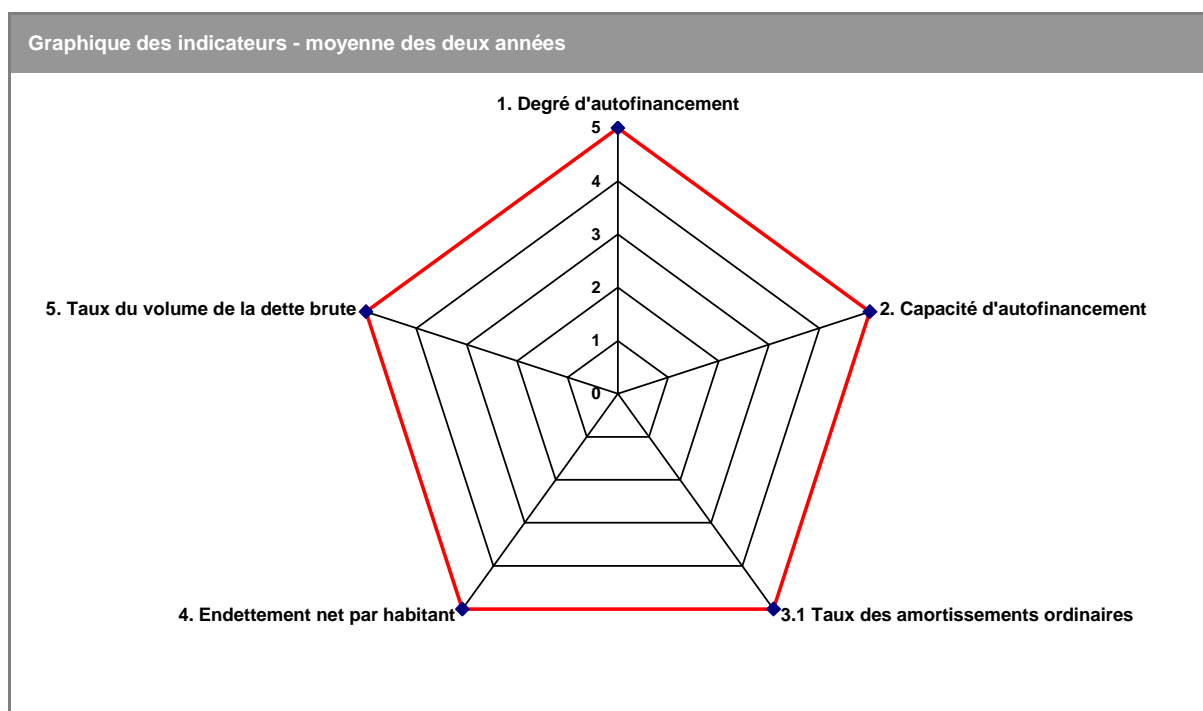 Graphique des indicateurs - moyenne des deux années
1. Degré d'autofinancement
5
4
3
5. Taux du volume de la dette brute
2. Capacité d'autofinancement
2
1
0
4. Endettement net par habitant
3.1 Taux des amortissements ordinaires